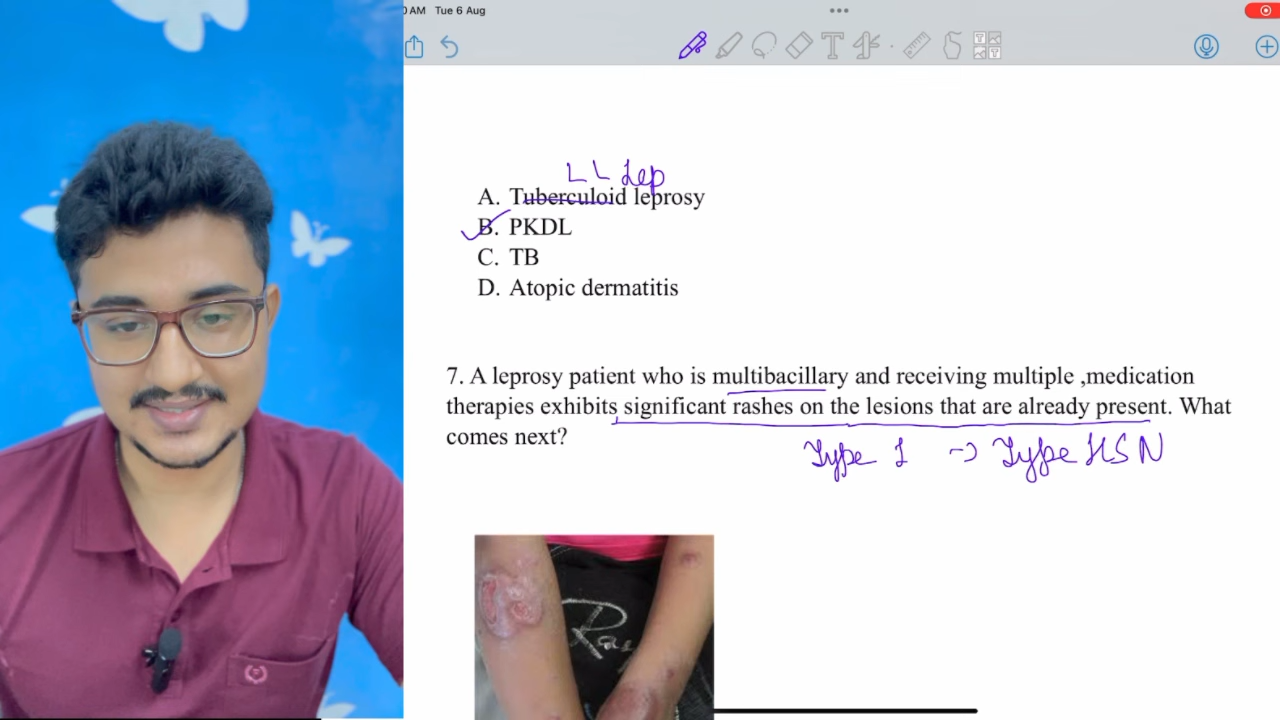 AM Tue 6 Aug
LL Lep
A. Tuberculoid leprosy
B. PKDL
C. TB
D. Atopic dermatitis
7. A leprosy patient who is multibacillary and receiving multiple ,medication
therapies exhibits significant rashes on the lesions that are already present. What
comes next?
Type 1 → Type HSN